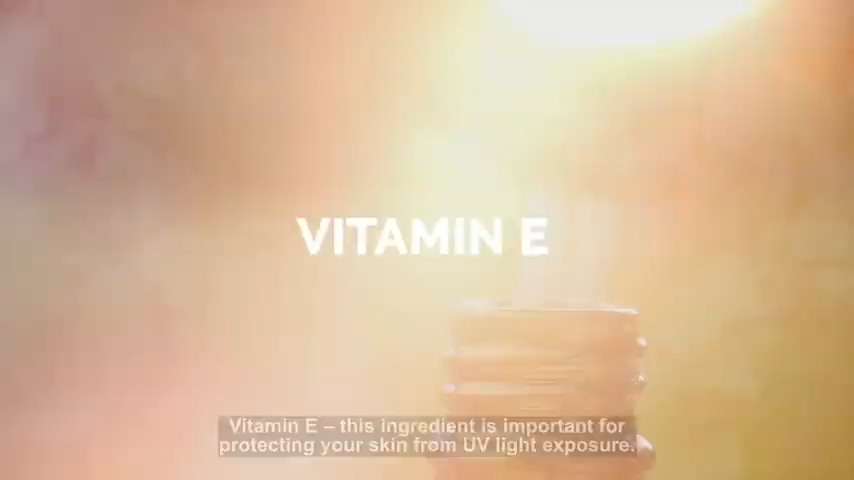 VITAMIN E
Vitamin E – this ingredient is important for
protecting your skin from UV light exposure.